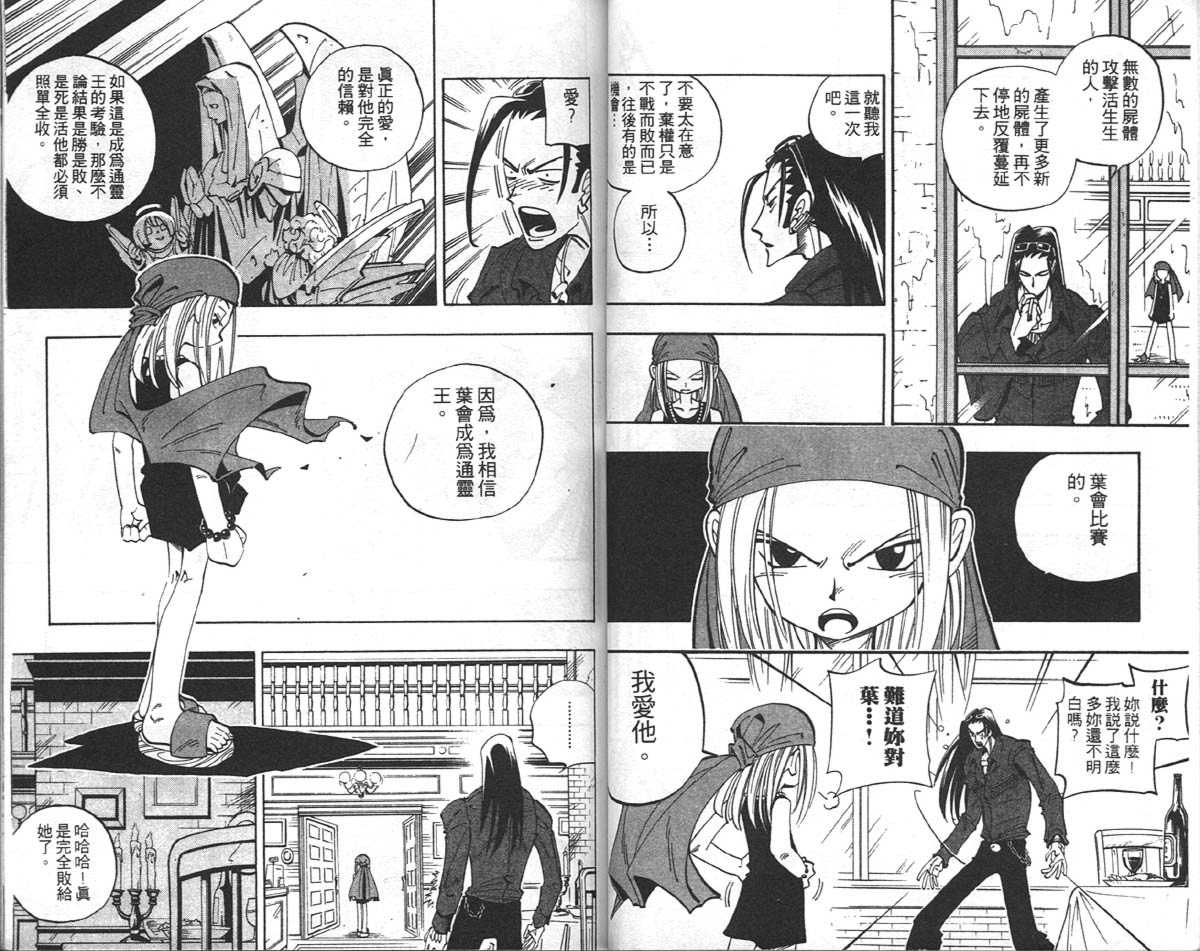 無數的屍體
攻擊活生生
的人，
產生了更多新
的屍體，再不
停地反覆蔓延
下去。
就聽我
這一次
吧。
不要太在意
了，棄權只是
不戰而敗而已
，往後有的是
機會…
所以…
葉會比賽
的。
什麼？
妳說什麼！
我說了這麼
多妳還不明
白嗎？
難道妳對
葉…！
我愛他。
愛？
真正的愛，
是對他完全
的信賴。
如果這是成為通靈
王的考驗，那麼不
論結果是勝是敗、
是死是活他都必須
照單全收。
因為，我相信
葉會成為通靈
王。
………
哈哈哈！真
是完全敗給
她了。